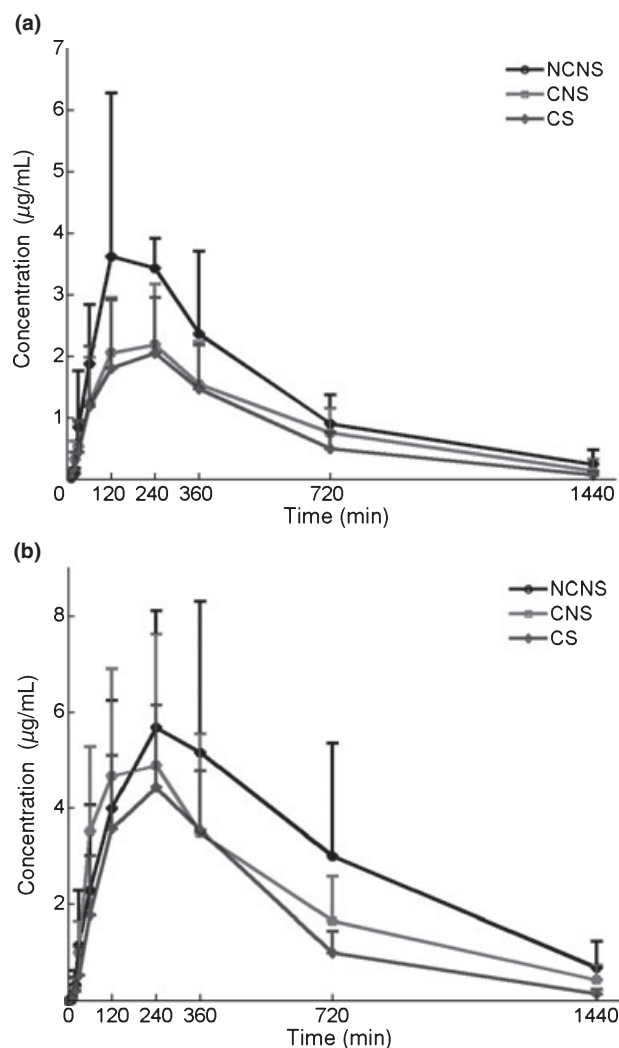 (a)
7
6
5
4
3
2
1
0 120 240 360 720 1440
Concentration (µg/mL)
Time (min)
NCNS
CNS
CS
(b)
8
6
4
2
0 120 240 360 720 1440
Concentration (µg/mL)
Time (min)
NCNS
CNS
CS